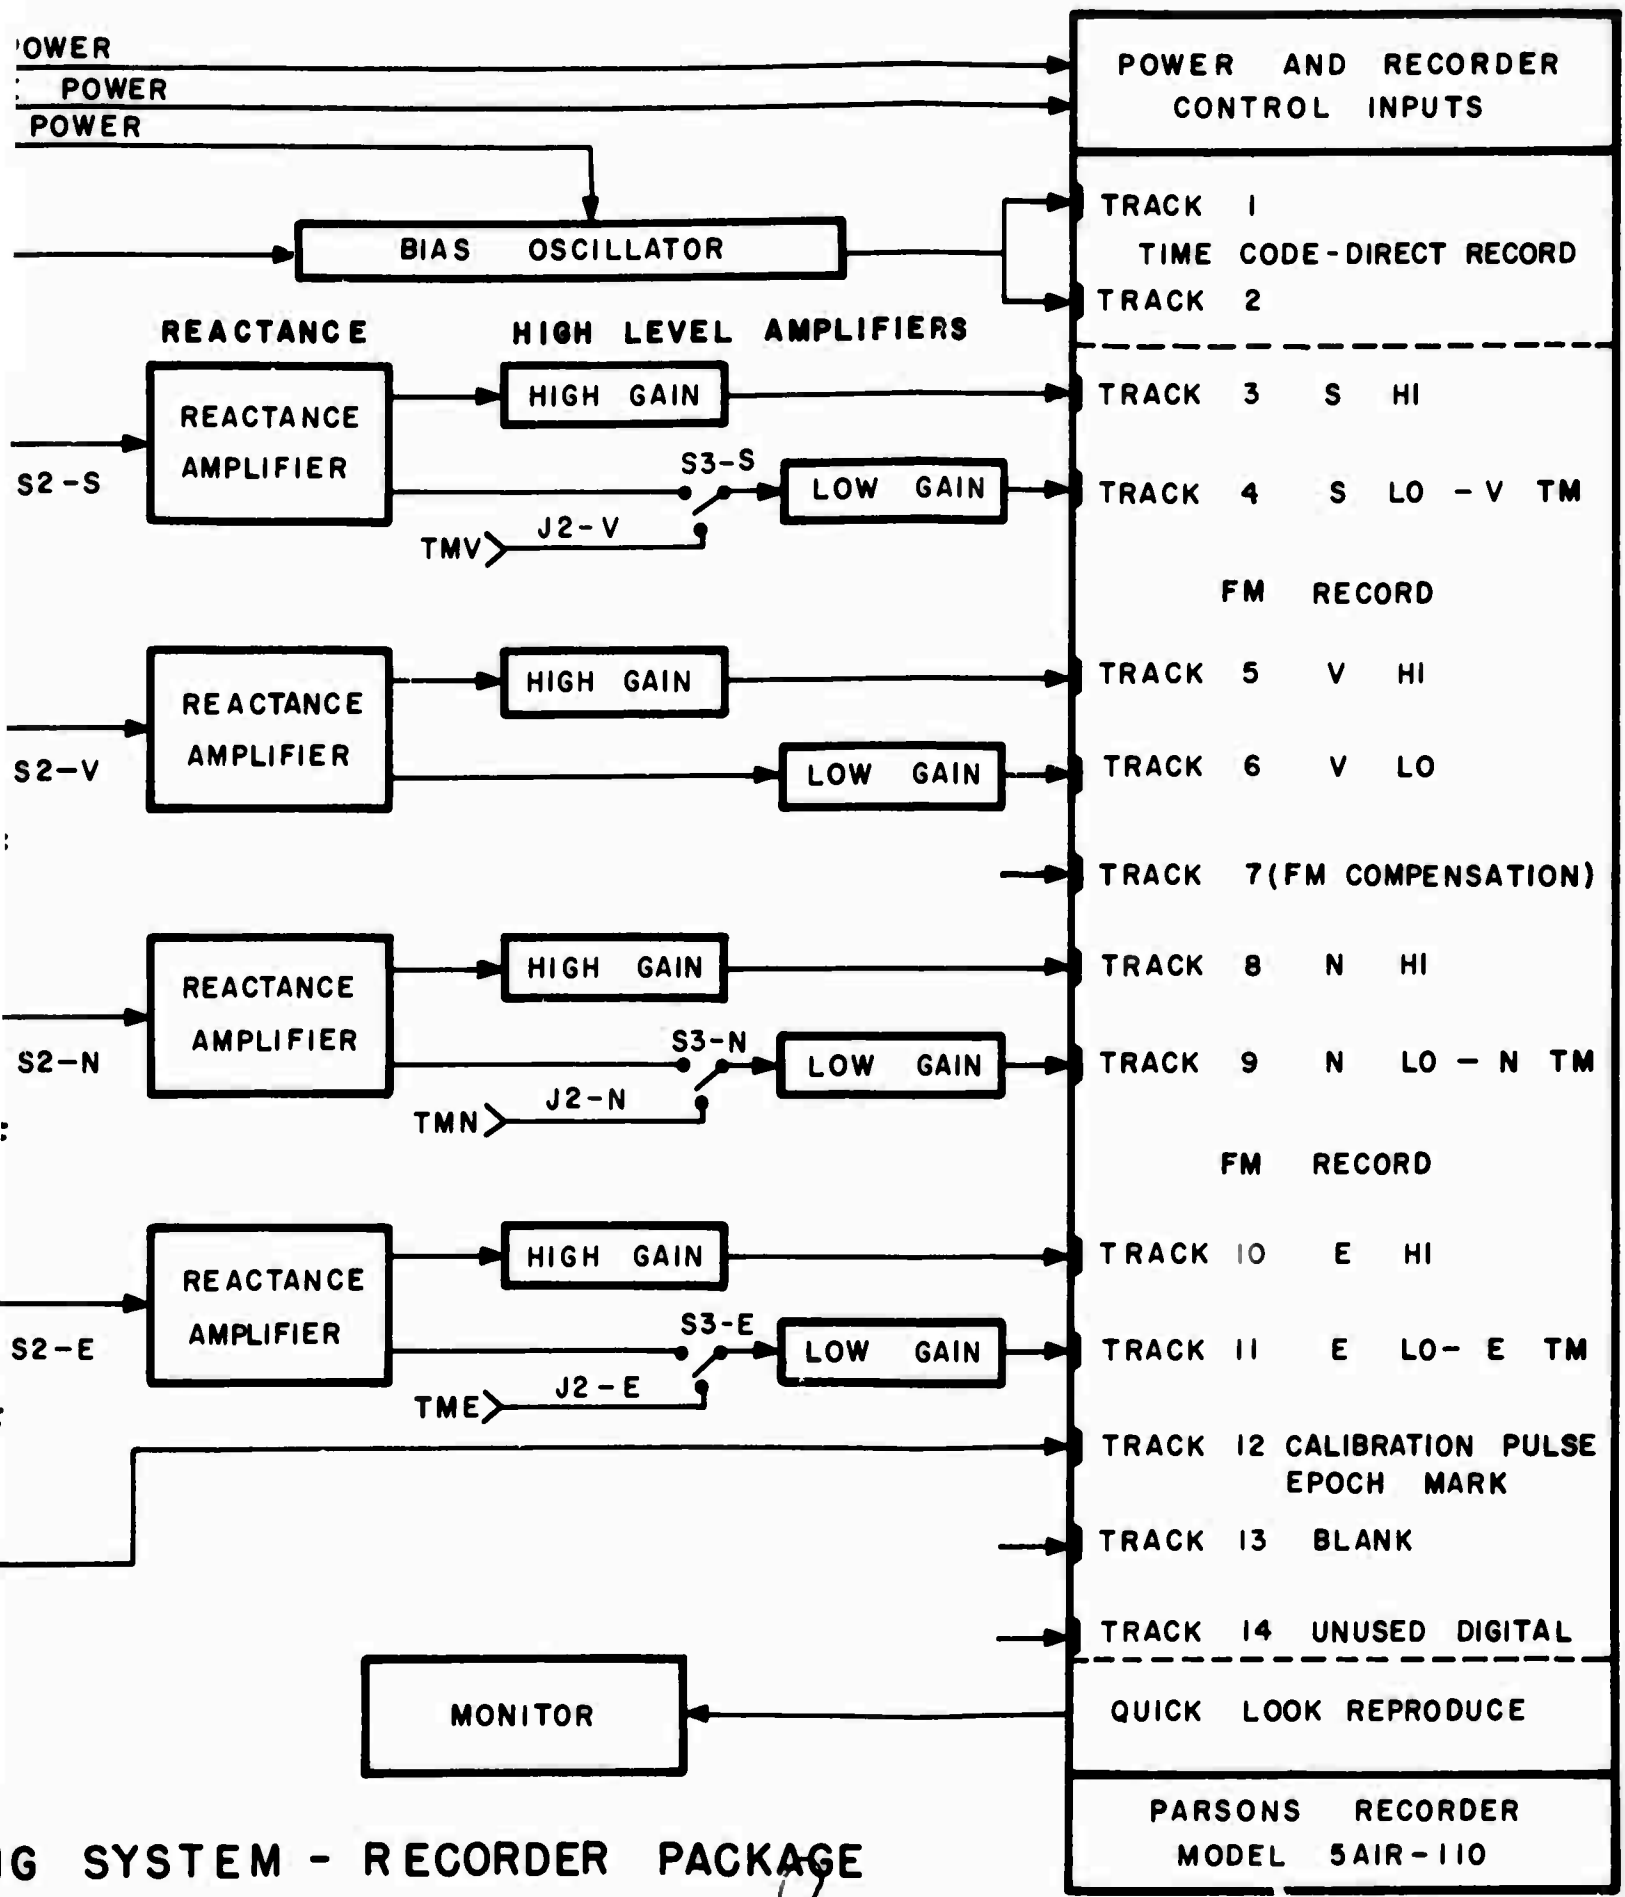 POWER
POWER
POWER
POWER AND RECORDER
CONTROL INPUTS
BIAS OSCILLATOR
TRACK 1
TIME CODE-DIRECT RECORD
TRACK 2
REACTANCE
HIGH LEVEL AMPLIFIERS
S2-S
REACTANCE
AMPLIFIER
HIGH GAIN
TRACK 3 S HI
S3-S
LOW GAIN
TRACK 4 S LO - V TM
TMV
J2-V
FM RECORD
S2-V
REACTANCE
AMPLIFIER
HIGH GAIN
TRACK 5 V HI
LOW GAIN
TRACK 6 V LO
TRACK 7(FM COMPENSATION)
S2-N
REACTANCE
AMPLIFIER
HIGH GAIN
TRACK 8 N HI
S3-N
LOW GAIN
TRACK 9 N LO - N TM
TMN
J2-N
FM RECORD
S2-E
REACTANCE
AMPLIFIER
HIGH GAIN
TRACK 10 E HI
S3-E
LOW GAIN
TRACK 11 E LO- E TM
TME
J2-E
TRACK 12 CALIBRATION PULSE
EPOCH MARK
TRACK 13 BLANK
TRACK 14 UNUSED DIGITAL
MONITOR
QUICK LOOK REPRODUCE
PARSONS RECORDER
MODEL 5AIR-110
SYSTEM - RECORDER PACKAGE